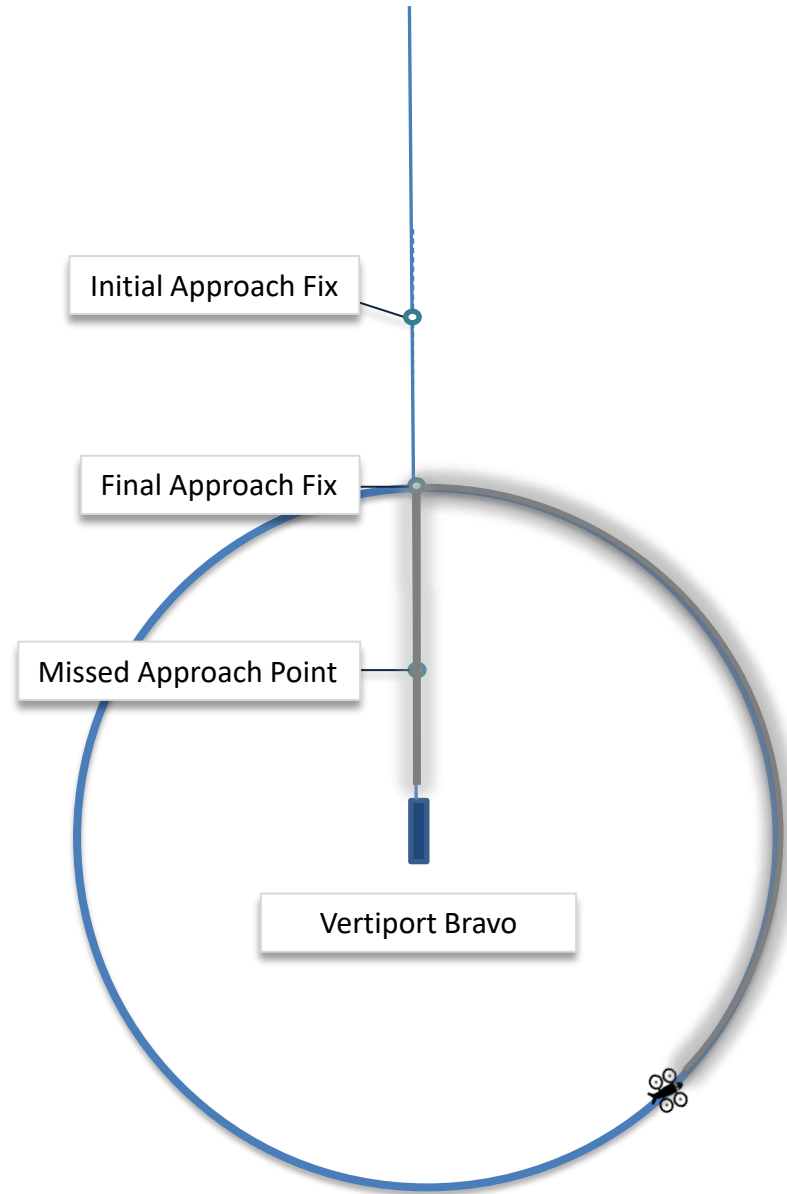 Initial Approach Fix
Final Approach Fix
Missed Approach Point
Vertiport Bravo